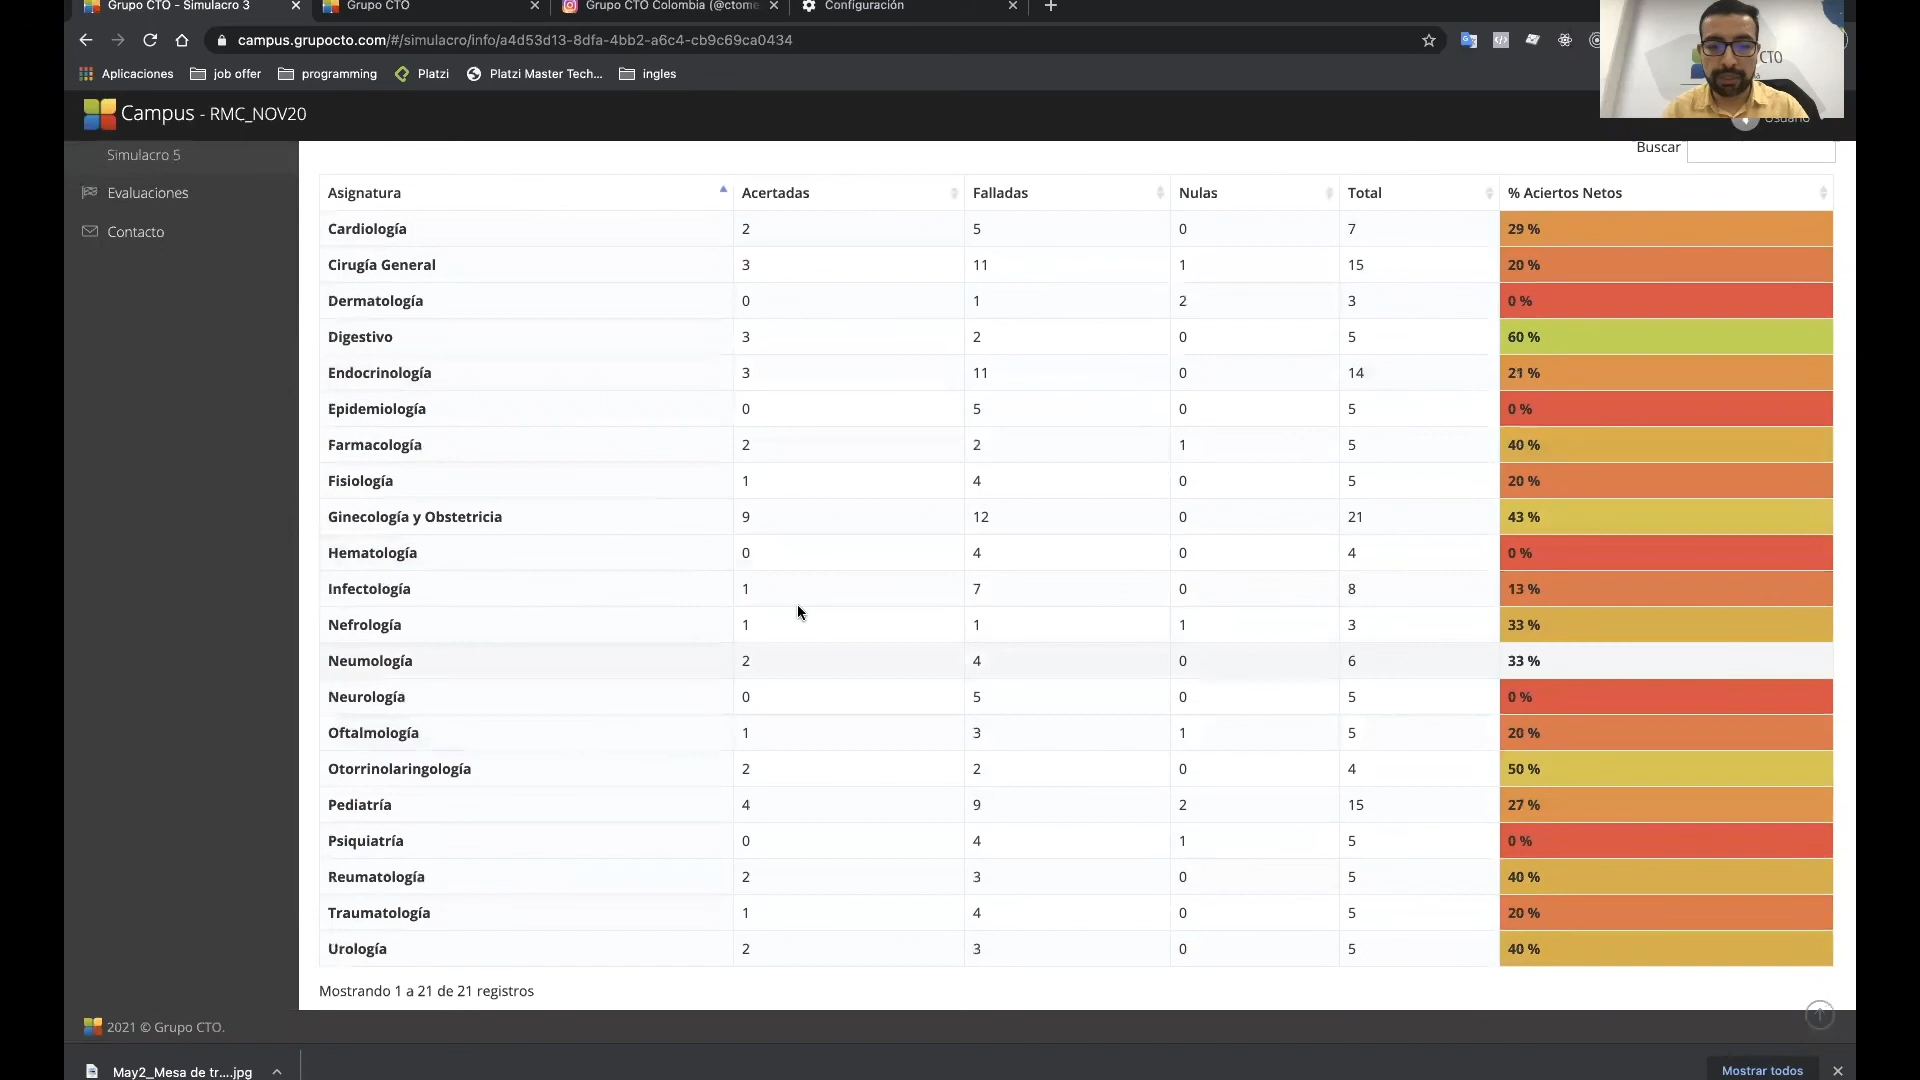 Grupo CTO - Simulacro 3
Grupo CTO
Grupo CTO Colombia (@ctome
Configuración
campus.grupocto.com/#/simulacro/info/a4d53d13-8dfa-4bb2-a6c4-cb9c69ca0434
Aplicaciones job offer programming Platzi Platzi Master Tech... ingles
CTO
Campus - RMC_NOV20
Usuario
Simulacro 5
Evaluaciones
Contacto
Buscar
Asignatura Acertadas Falladas Nulas Total % Aciertos Netos
Cardiología 2 5 0 7 29 %
Cirugía General 3 11 1 15 20 %
Dermatología 0 1 2 3 0 %
Digestivo 3 2 0 5 60 %
Endocrinología 3 11 0 14 21 %
Epidemiología 0 5 0 5 0 %
Farmacología 2 2 1 5 40 %
Fisiología 1 4 0 5 20 %
Ginecología y Obstetricia 9 12 0 21 43 %
Hematología 0 4 0 4 0 %
Infectología 1 7 0 8 13 %
Nefrología 1 1 1 3 33 %
Neumología 2 4 0 6 33 %
Neurología 0 5 0 5 0 %
Oftalmología 1 3 1 5 20 %
Otorrinolaringología 2 2 0 4 50 %
Pediatría 4 9 2 15 27 %
Psiquiatría 0 4 1 5 0 %
Reumatología 2 3 0 5 40 %
Traumatología 1 4 0 5 20 %
Urología 2 3 0 5 40 %
Mostrando 1 a 21 de 21 registros
2021 © Grupo CTO.
May2_Mesa de tr....jpg
Mostrar todos